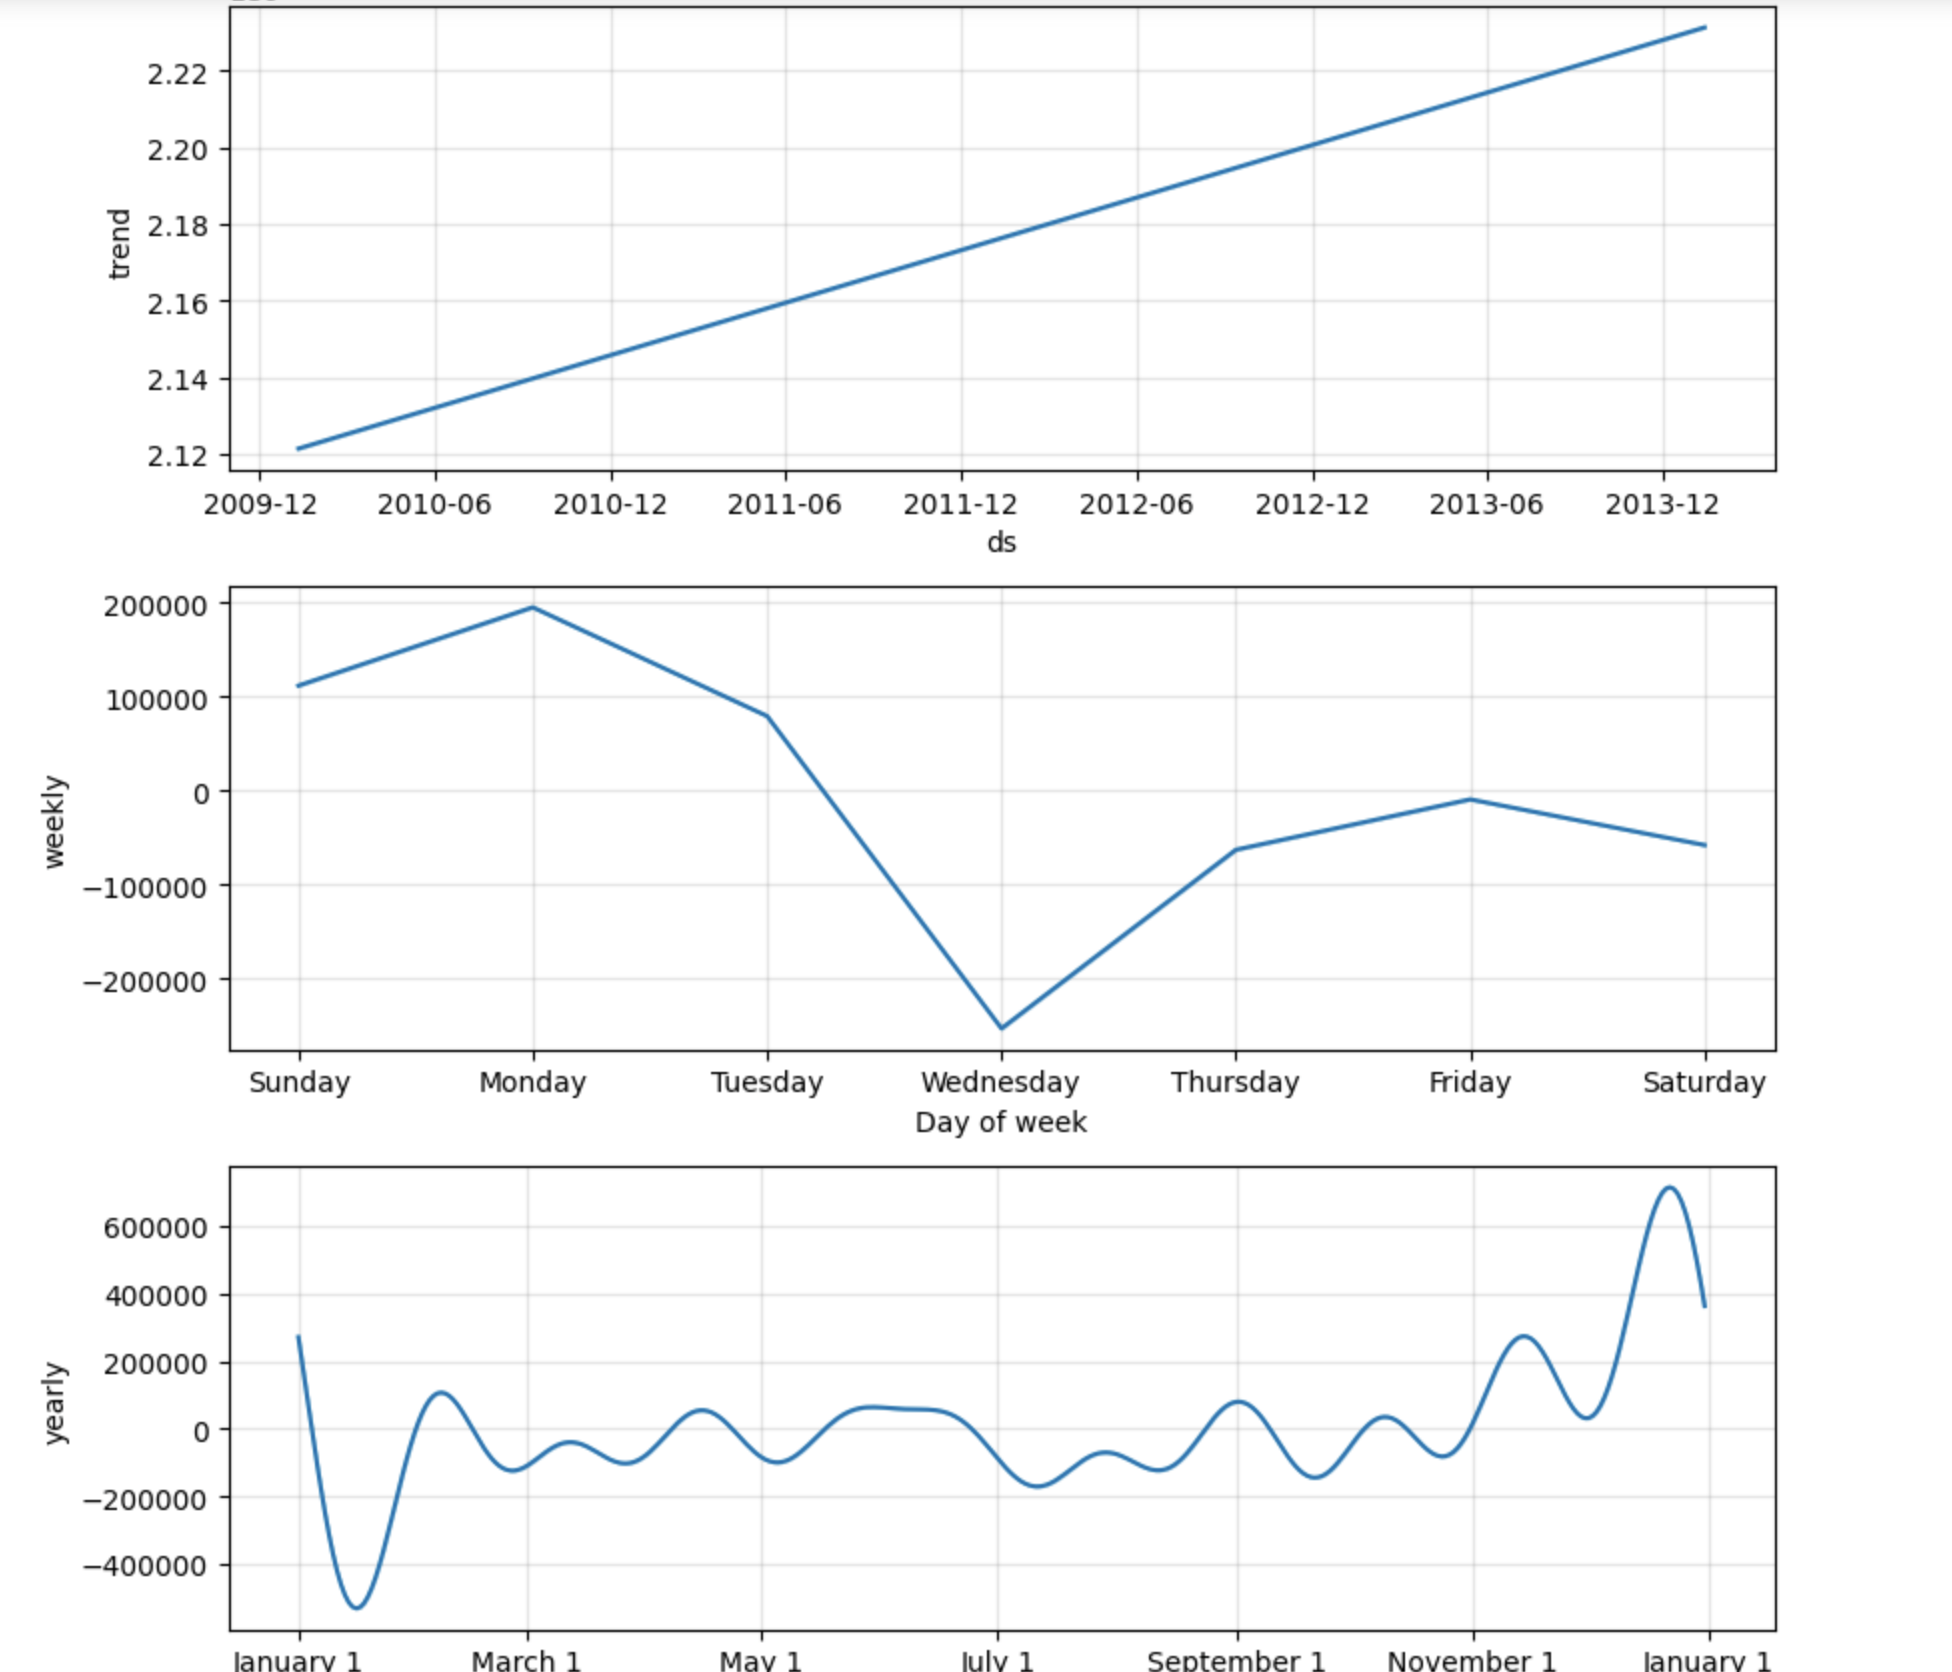 2.22
2.20
2.18
2.16
2.14
2.12
trend
2009-12 2010-06 2010-12 2011-06 2011-12 2012-06 2012-12 2013-06 2013-12
ds
200000
100000
0
−100000
−200000
weekly
Sunday Monday Tuesday Wednesday Thursday Friday Saturday
Day of week
600000
400000
200000
0
−200000
−400000
yearly
January 1 March 1 May 1 July 1 September 1 November 1 January 1